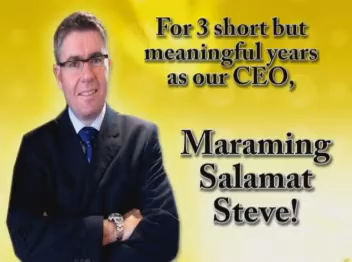 For 3 short but
meaningful years
as our CEO,
Maraming
Salamat
Steve!